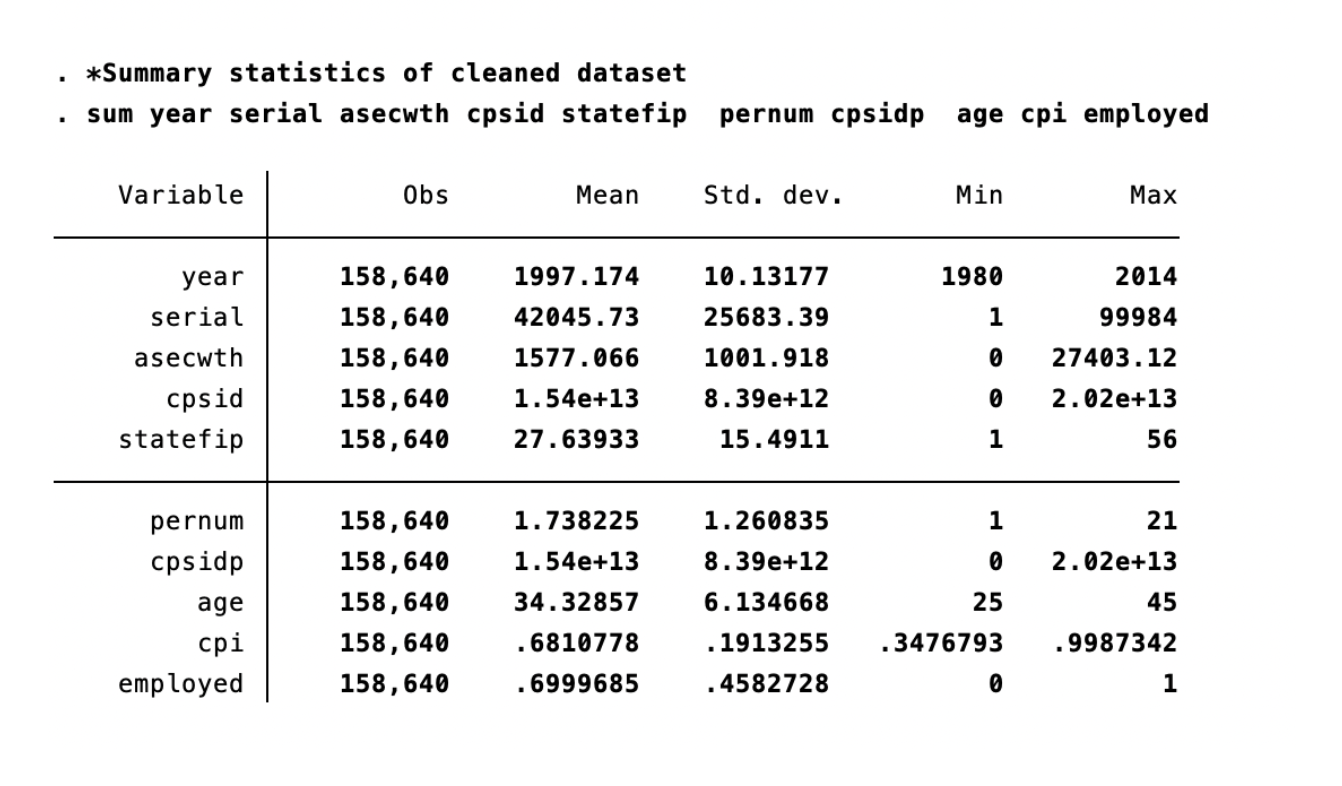 . *Summary statistics of cleaned dataset
. sum year serial asecwth cpsid statefip  pernum cpsidp  age cpi employed
Variable | Obs Mean Std. dev. Min Max
year | 158,640 1997.174 10.13177 1980 2014
serial | 158,640 42045.73 25683.39 1 99984
asecwth | 158,640 1577.066 1001.918 0 27403.12
cpsid | 158,640 1.54e+13 8.39e+12 0 2.02e+13
statefip | 158,640 27.63933 15.4911 1 56
pernum | 158,640 1.738225 1.260835 1 21
cpsidp | 158,640 1.54e+13 8.39e+12 0 2.02e+13
age | 158,640 34.32857 6.134668 25 45
cpi | 158,640 .6810778 .1913255 .3476793 .9987342
employed | 158,640 .6999685 .4582728 0 1